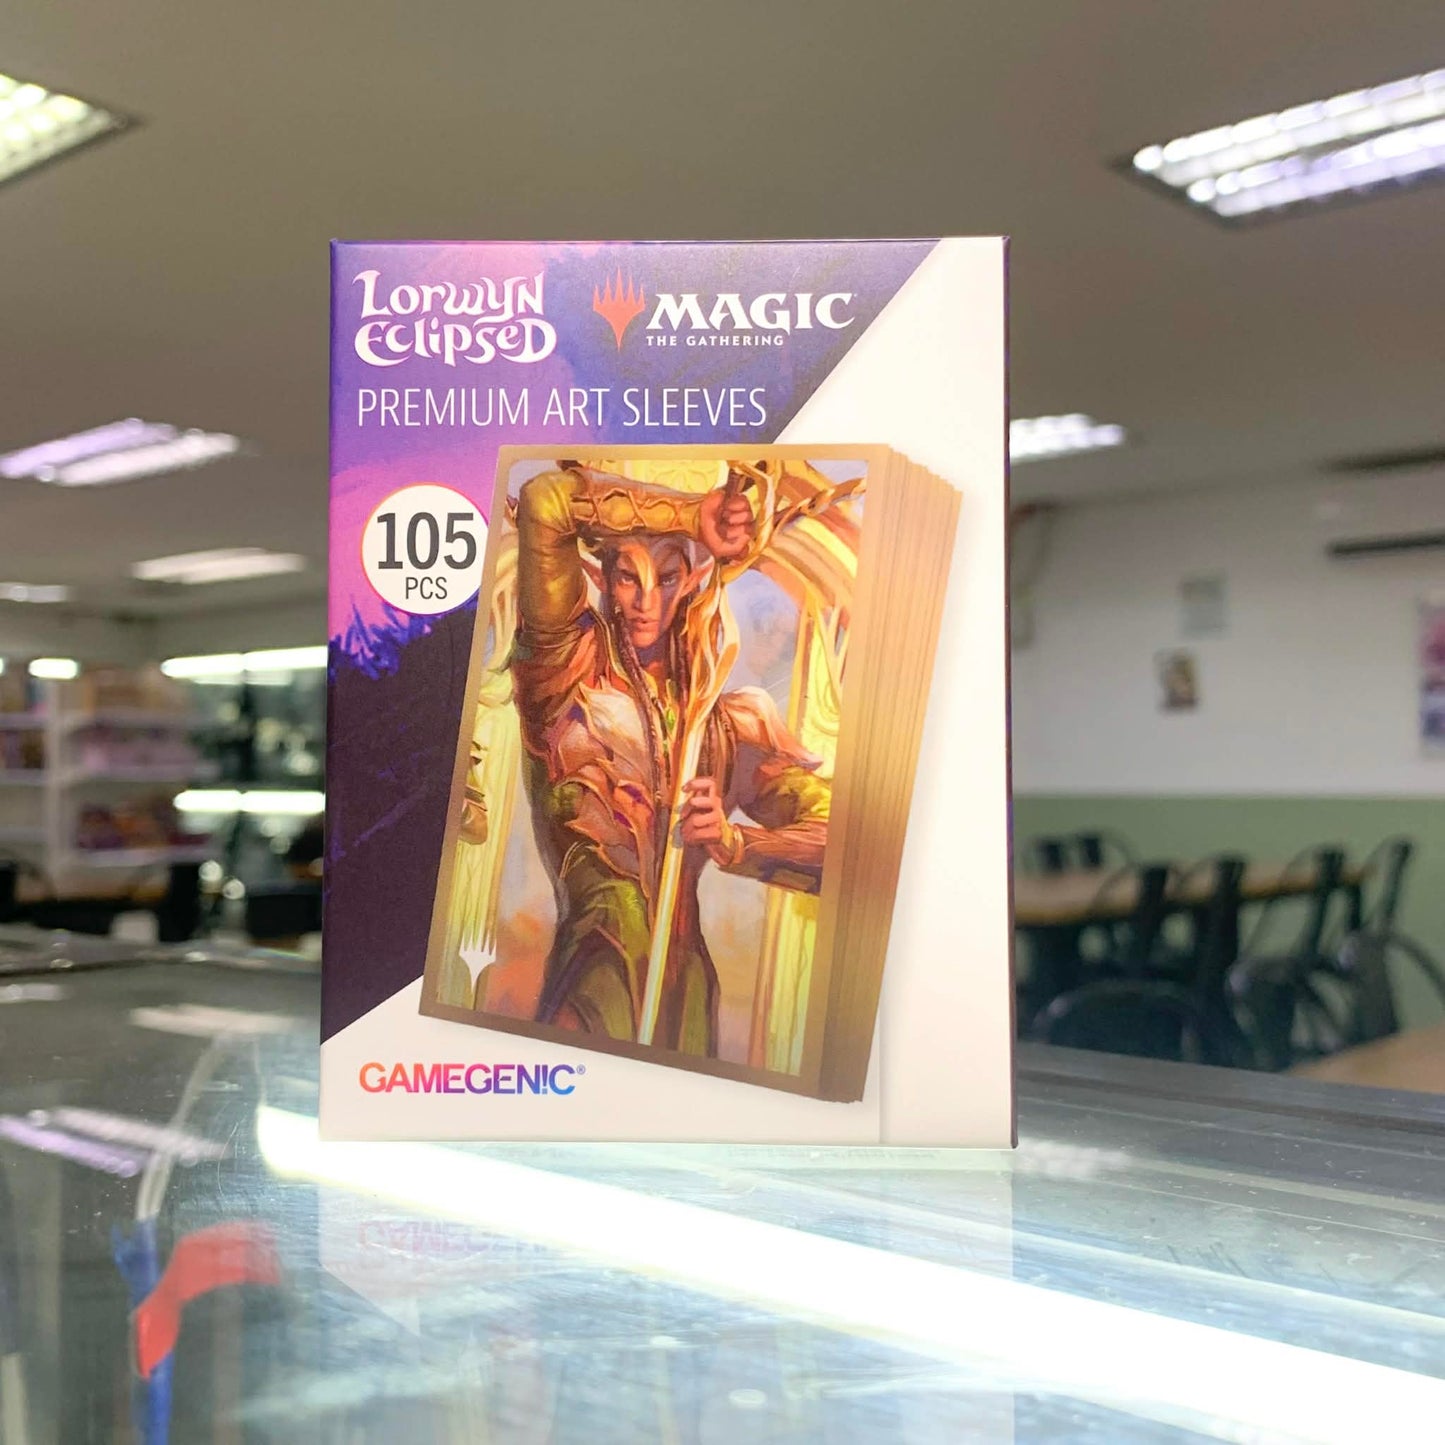 Lorwyn
Eclipsed
MAGIC
THE GATHERING
PREMIUM ART SLEEVES
105
PCS
GAMEGEN!C®